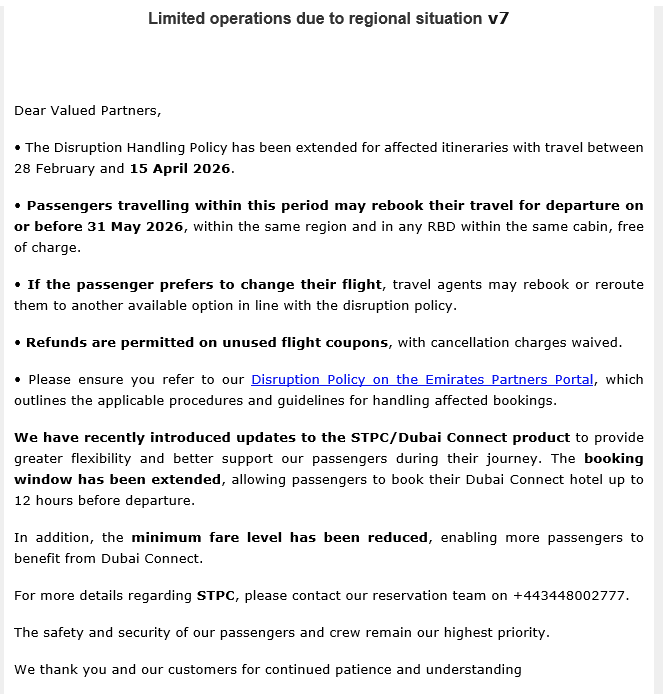 Limited operations due to regional situation v7
Dear Valued Partners,
• The Disruption Handling Policy has been extended for affected itineraries with travel between
28 February and 15 April 2026.
• Passengers travelling within this period may rebook their travel for departure on
or before 31 May 2026, within the same region and in any RBD within the same cabin, free
of charge.
• If the passenger prefers to change their flight, travel agents may rebook or reroute
them to another available option in line with the disruption policy.
• Refunds are permitted on unused flight coupons, with cancellation charges waived.
• Please ensure you refer to our Disruption Policy on the Emirates Partners Portal, which
outlines the applicable procedures and guidelines for handling affected bookings.
We have recently introduced updates to the STPC/Dubai Connect product to provide
greater flexibility and better support our passengers during their journey. The booking
window has been extended, allowing passengers to book their Dubai Connect hotel up to
12 hours before departure.
In addition, the minimum fare level has been reduced, enabling more passengers to
benefit from Dubai Connect.
For more details regarding STPC, please contact our reservation team on +443448002777.
The safety and security of our passengers and crew remain our highest priority.
We thank you and our customers for continued patience and understanding